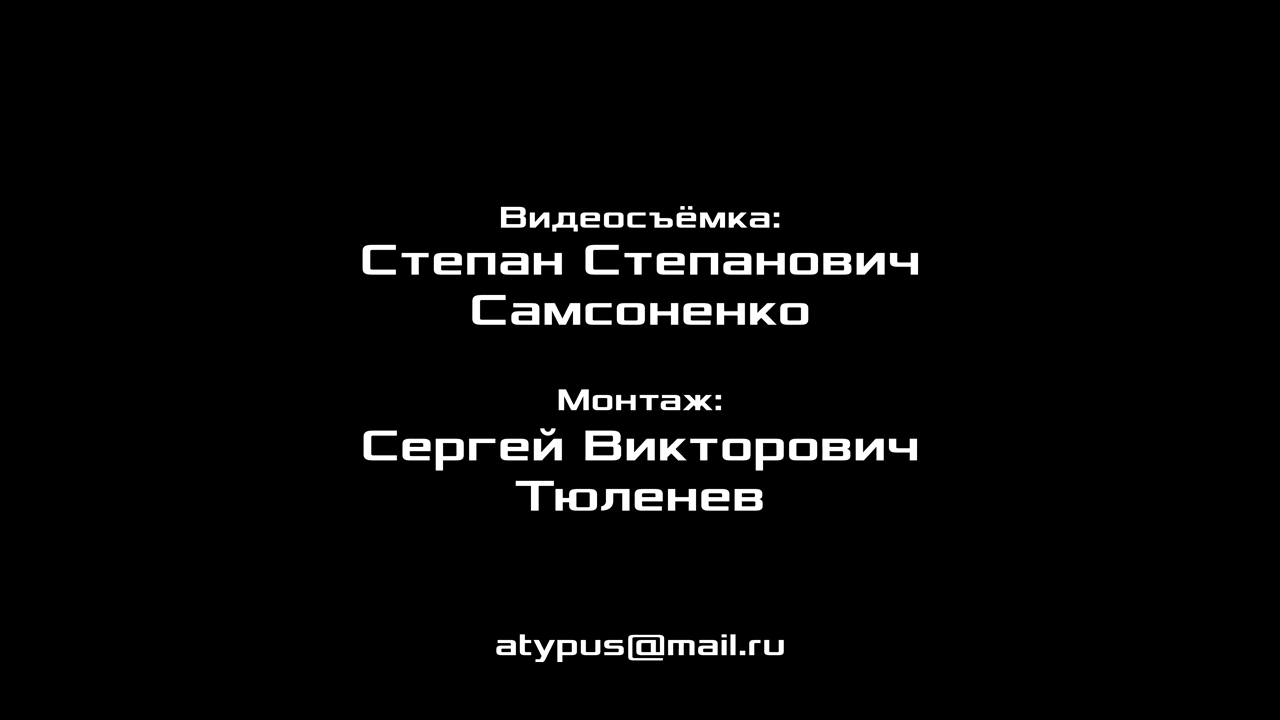 Видеосъёмка:
Степан Степанович
Самсоненко
Монтаж:
Сергей Викторович
Тюленев
atypus@mail.ru